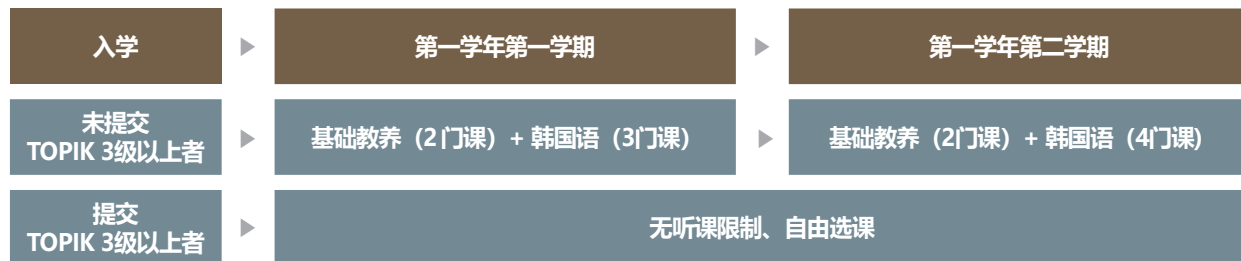 入学
第一学年第一学期
第一学年第二学期
未提交
TOPIK 3级以上者
基础教养（2门课）+ 韩国语（3门课）
基础教养（2门课）+ 韩国语（4门课)
提交
TOPIK 3级以上者
无听课限制、自由选课